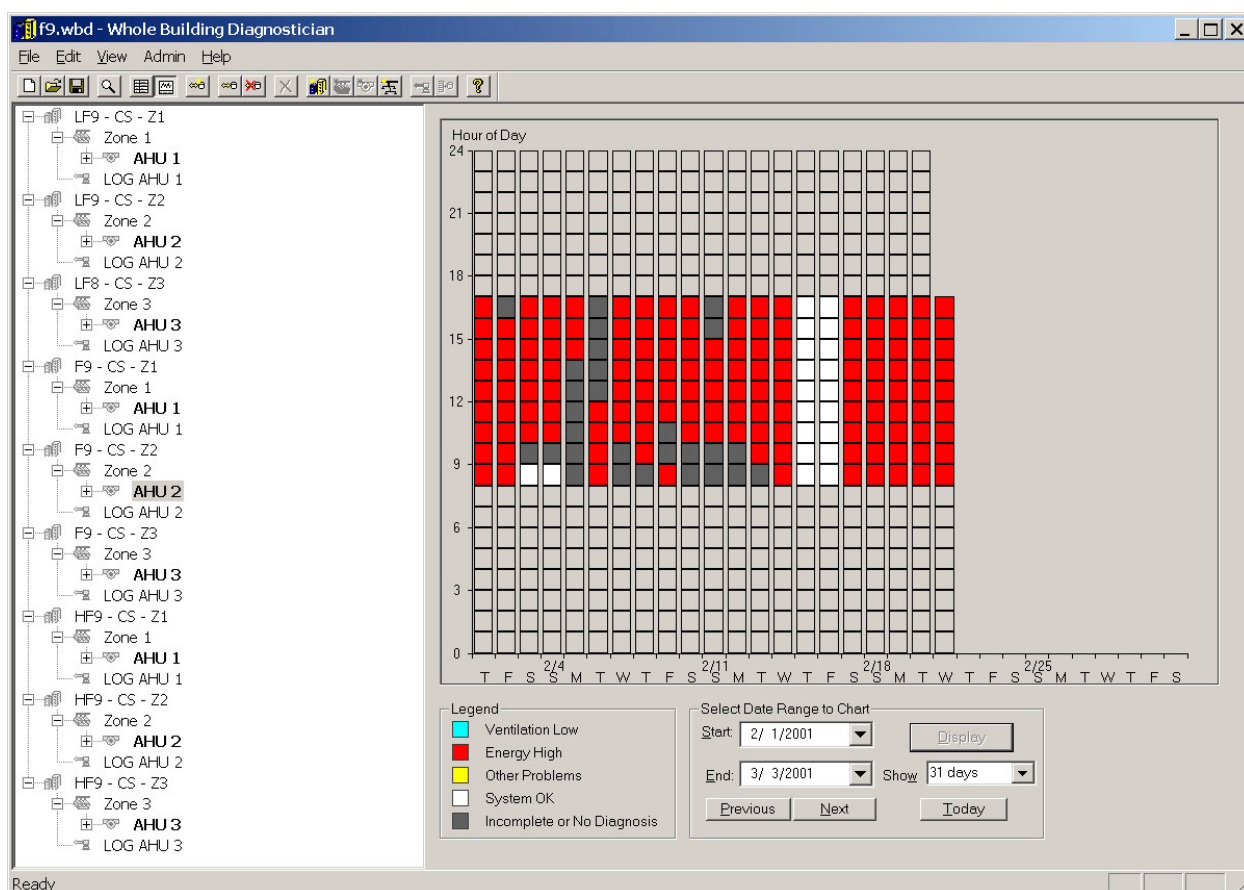 f9.wbd - Whole Building Diagnostician
File Edit View Admin Help
LF9 - CS - Z1
Zone 1
AHU 1
LOG AHU 1
LF9 - CS - Z2
Zone 2
AHU 2
LOG AHU 2
LF8 - CS - Z3
Zone 3
AHU 3
LOG AHU 3
F9 - CS - Z1
Zone 1
AHU 1
LOG AHU 1
F9 - CS - Z2
Zone 2
AHU 2
LOG AHU 2
F9 - CS - Z3
Zone 3
AHU 3
LOG AHU 3
HF9 - CS - Z1
Zone 1
AHU 1
LOG AHU 1
HF9 - CS - Z2
Zone 2
AHU 2
LOG AHU 2
HF9 - CS - Z3
Zone 3
AHU 3
LOG AHU 3
Hour of Day
24
21
18
15
12
9
6
3
0
2/4 2/11 2/18 2/25
T F S S M T W T F S S M T W T F S S M T W T F S S M T W T F S
Legend
Ventilation Low
Energy High
Other Problems
System OK
Incomplete or No Diagnosis
Select Date Range to Chart
Start: 2/ 1/2001 Display
End: 3/ 3/2001 Show 31 days
Previous Next Today
Ready